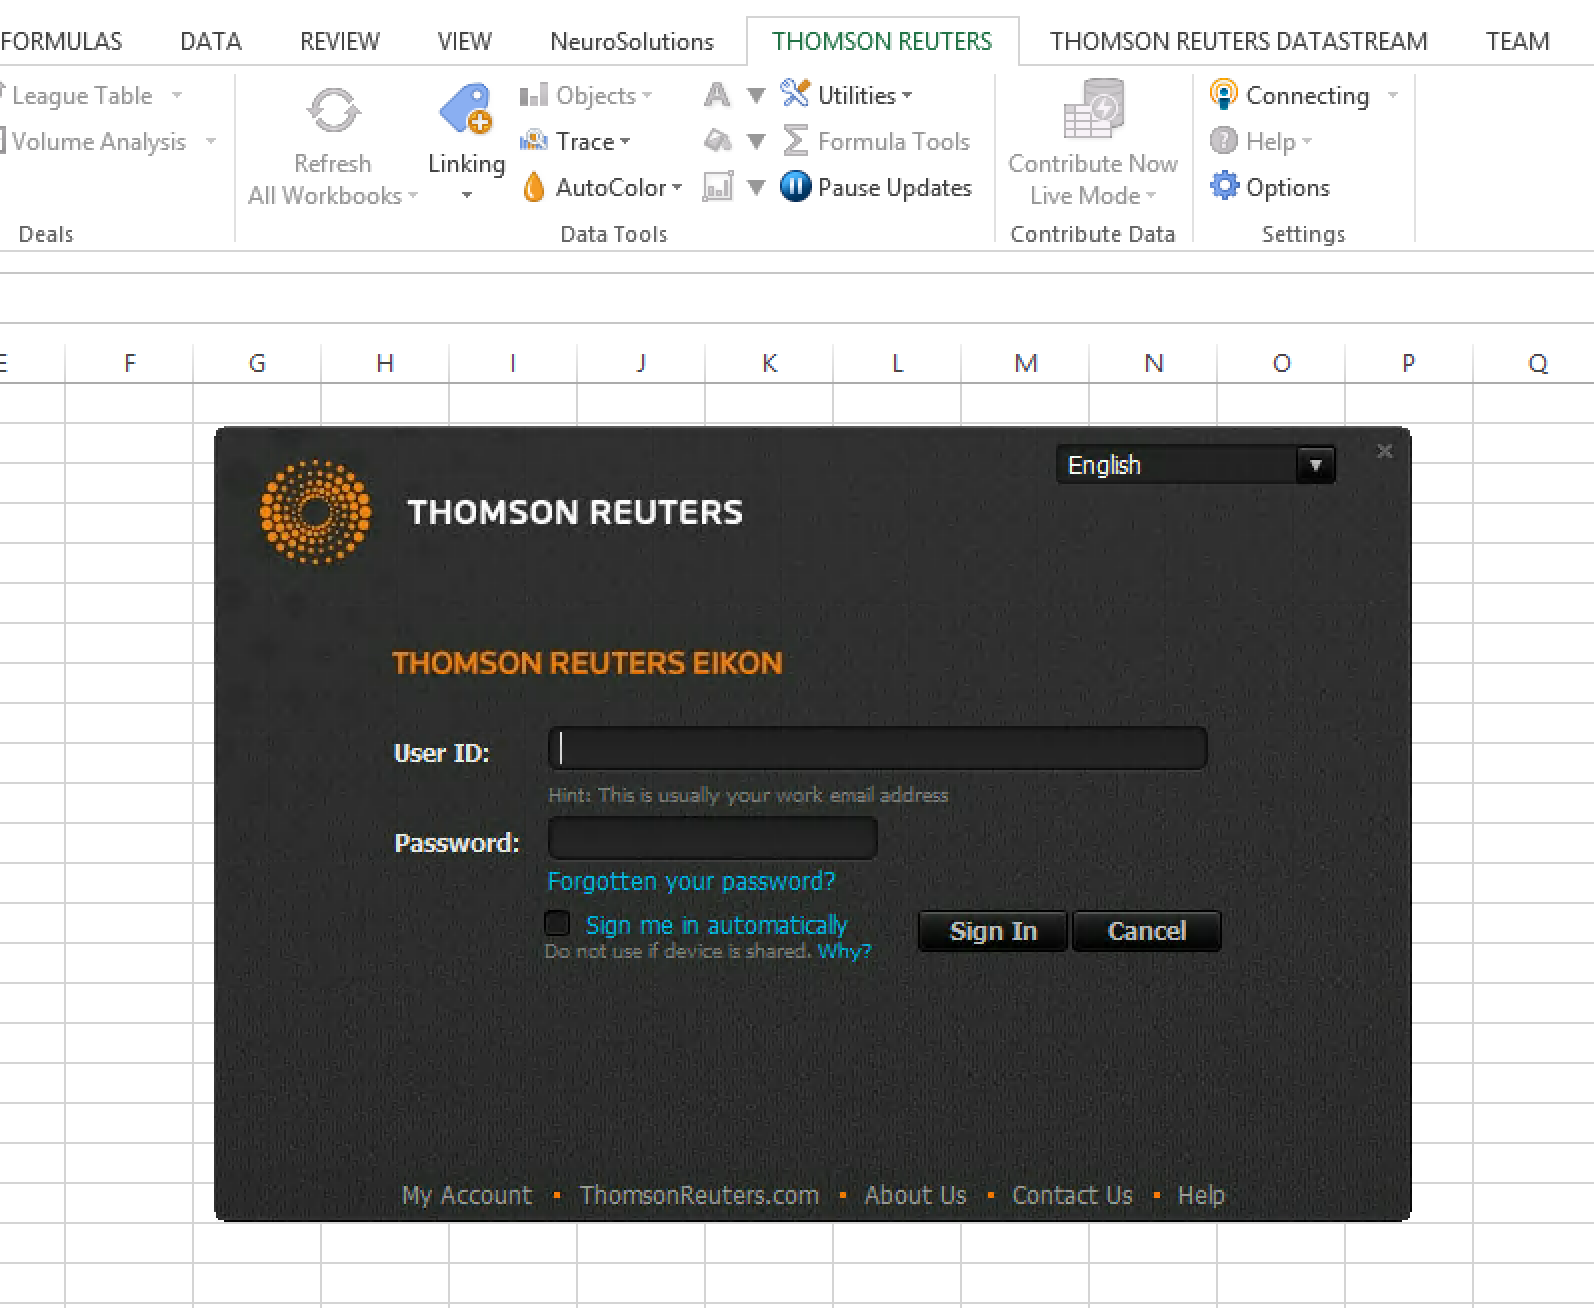 FORMULAS DATA REVIEW VIEW NeuroSolutions THOMSON REUTERS THOMSON REUTERS DATASTREAM TEAM
League Table Objects A Utilities Connecting
Volume Analysis Trace Formula Tools Help
Refresh Linking Contribute Now
All Workbooks AutoColor Pause Updates Live Mode Options
Deals Data Tools Contribute Data Settings
E F G H I J K L M N O P Q
English
THOMSON REUTERS
THOMSON REUTERS EIKON
User ID:
Hint: This is usually your work email address
Password:
Forgotten your password?
Sign me in automatically Sign In Cancel
Do not use if device is shared. Why?
My Account ▪ ThomsonReuters.com ▪ About Us ▪ Contact Us ▪ Help